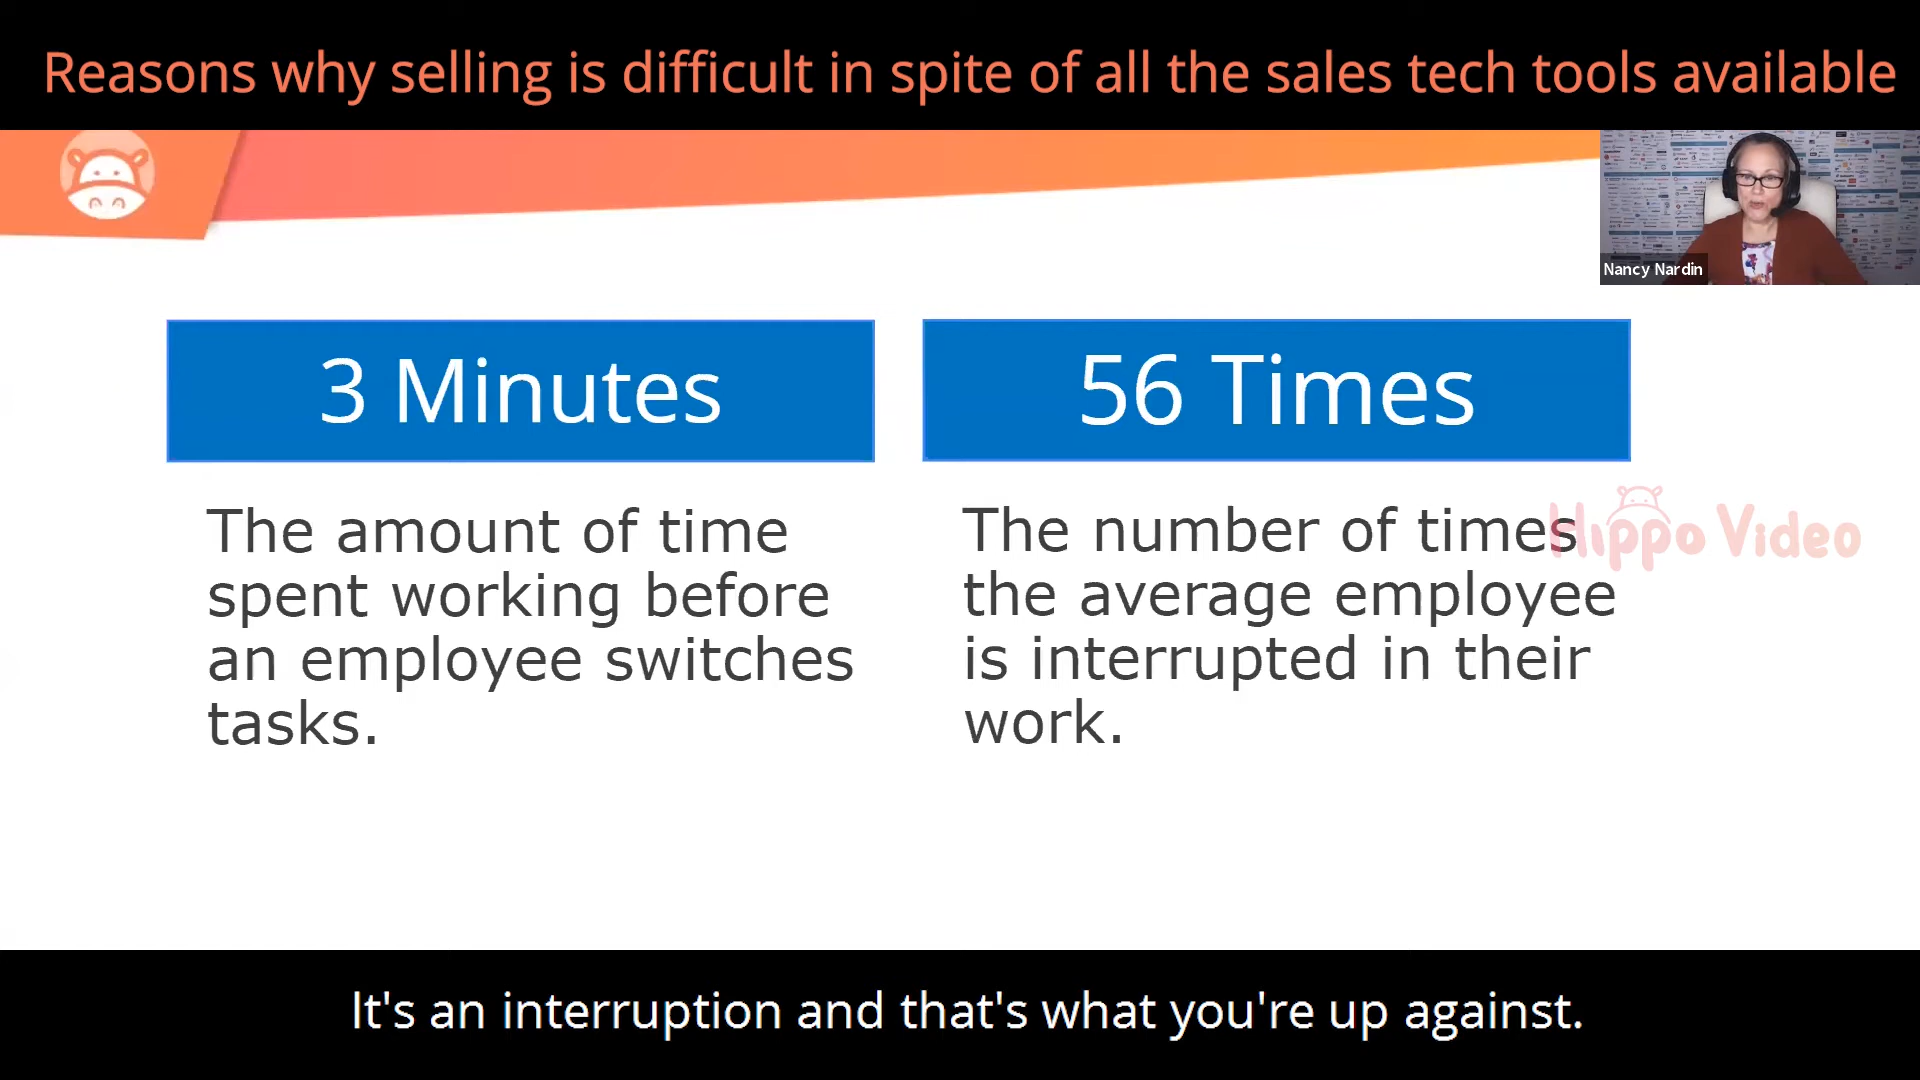 Reasons why selling is difficult in spite of all the sales tech tools available
Nancy Nardin
3 Minutes
The amount of time
spent working before
an employee switches
tasks.
56 Times
The number of times
the average employee
is interrupted in their
work.
Hippo Video
It's an interruption and that's what you're up against.